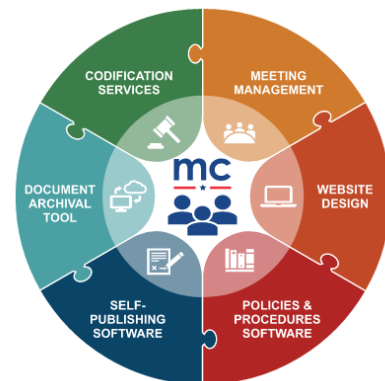 CODIFICATION
SERVICES
MEETING
MANAGEMENT
DOCUMENT
ARCHIVAL
TOOL
mc
WEBSITE
DESIGN
SELF-
PUBLISHING
SOFTWARE
POLICIES &
PROCEDURES
SOFTWARE